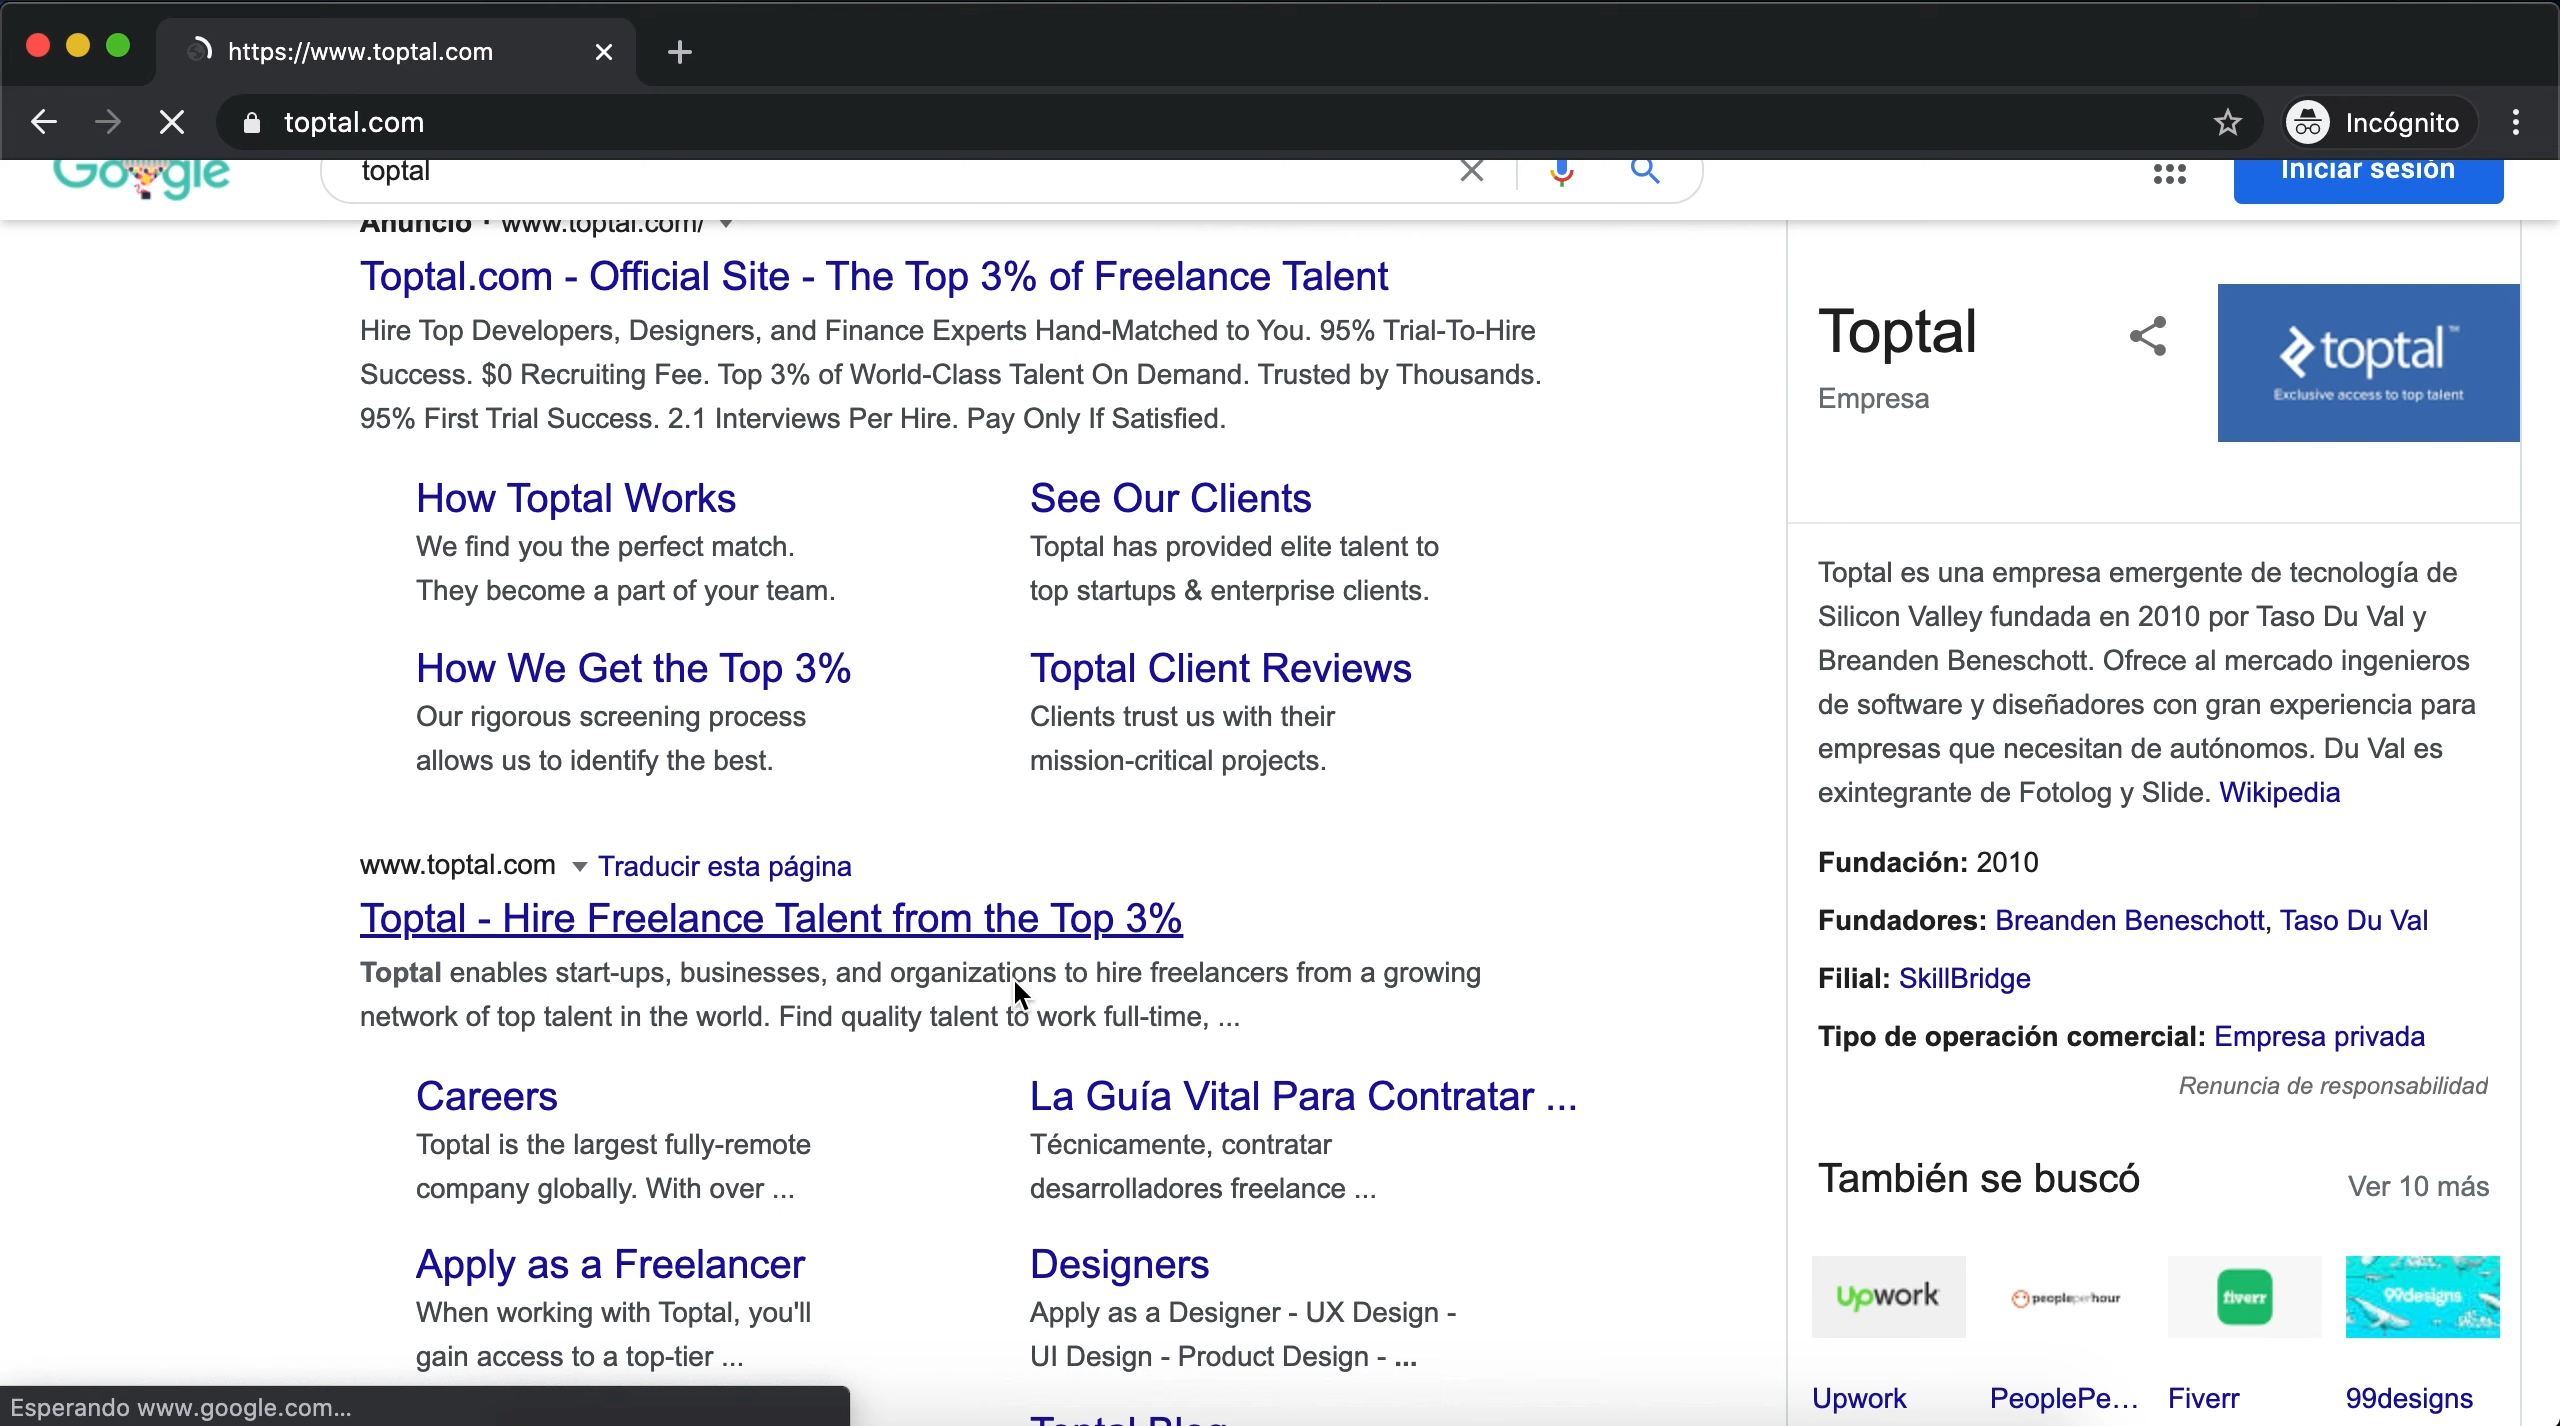 https://www.toptal.com
toptal.com
Incógnito
Google
toptal
Iniciar sesión
Anuncio · www.toptal.com/
Toptal.com - Official Site - The Top 3% of Freelance Talent
Hire Top Developers, Designers, and Finance Experts Hand-Matched to You. 95% Trial-To-Hire
Success. $0 Recruiting Fee. Top 3% of World-Class Talent On Demand. Trusted by Thousands.
95% First Trial Success. 2.1 Interviews Per Hire. Pay Only If Satisfied.
How Toptal Works
We find you the perfect match.
They become a part of your team.
See Our Clients
Toptal has provided elite talent to
top startups & enterprise clients.
How We Get the Top 3%
Our rigorous screening process
allows us to identify the best.
Toptal Client Reviews
Clients trust us with their
mission-critical projects.
www.toptal.com Traducir esta página
Toptal - Hire Freelance Talent from the Top 3%
Toptal enables start-ups, businesses, and organizations to hire freelancers from a growing
network of top talent in the world. Find quality talent to work full-time, ...
Careers
Toptal is the largest fully-remote
company globally. With over ...
La Guía Vital Para Contratar ...
Técnicamente, contratar
desarrolladores freelance ...
Apply as a Freelancer
When working with Toptal, you'll
gain access to a top-tier ...
Designers
Apply as a Designer - UX Design -
UI Design - Product Design - ...
Toptal Blog
Esperando www.google.com...
Toptal
Empresa
toptal™
Exclusive access to top talent
Toptal es una empresa emergente de tecnología de
Silicon Valley fundada en 2010 por Taso Du Val y
Breanden Beneschott. Ofrece al mercado ingenieros
de software y diseñadores con gran experiencia para
empresas que necesitan de autónomos. Du Val es
exintegrante de Fotolog y Slide. Wikipedia
Fundación: 2010
Fundadores: Breanden Beneschott, Taso Du Val
Filial: SkillBridge
Tipo de operación comercial: Empresa privada
Renuncia de responsabilidad
También se buscó
Ver 10 más
upwork
peopleperhour
fiverr
99designs
Upwork
PeoplePe...
Fiverr
99designs